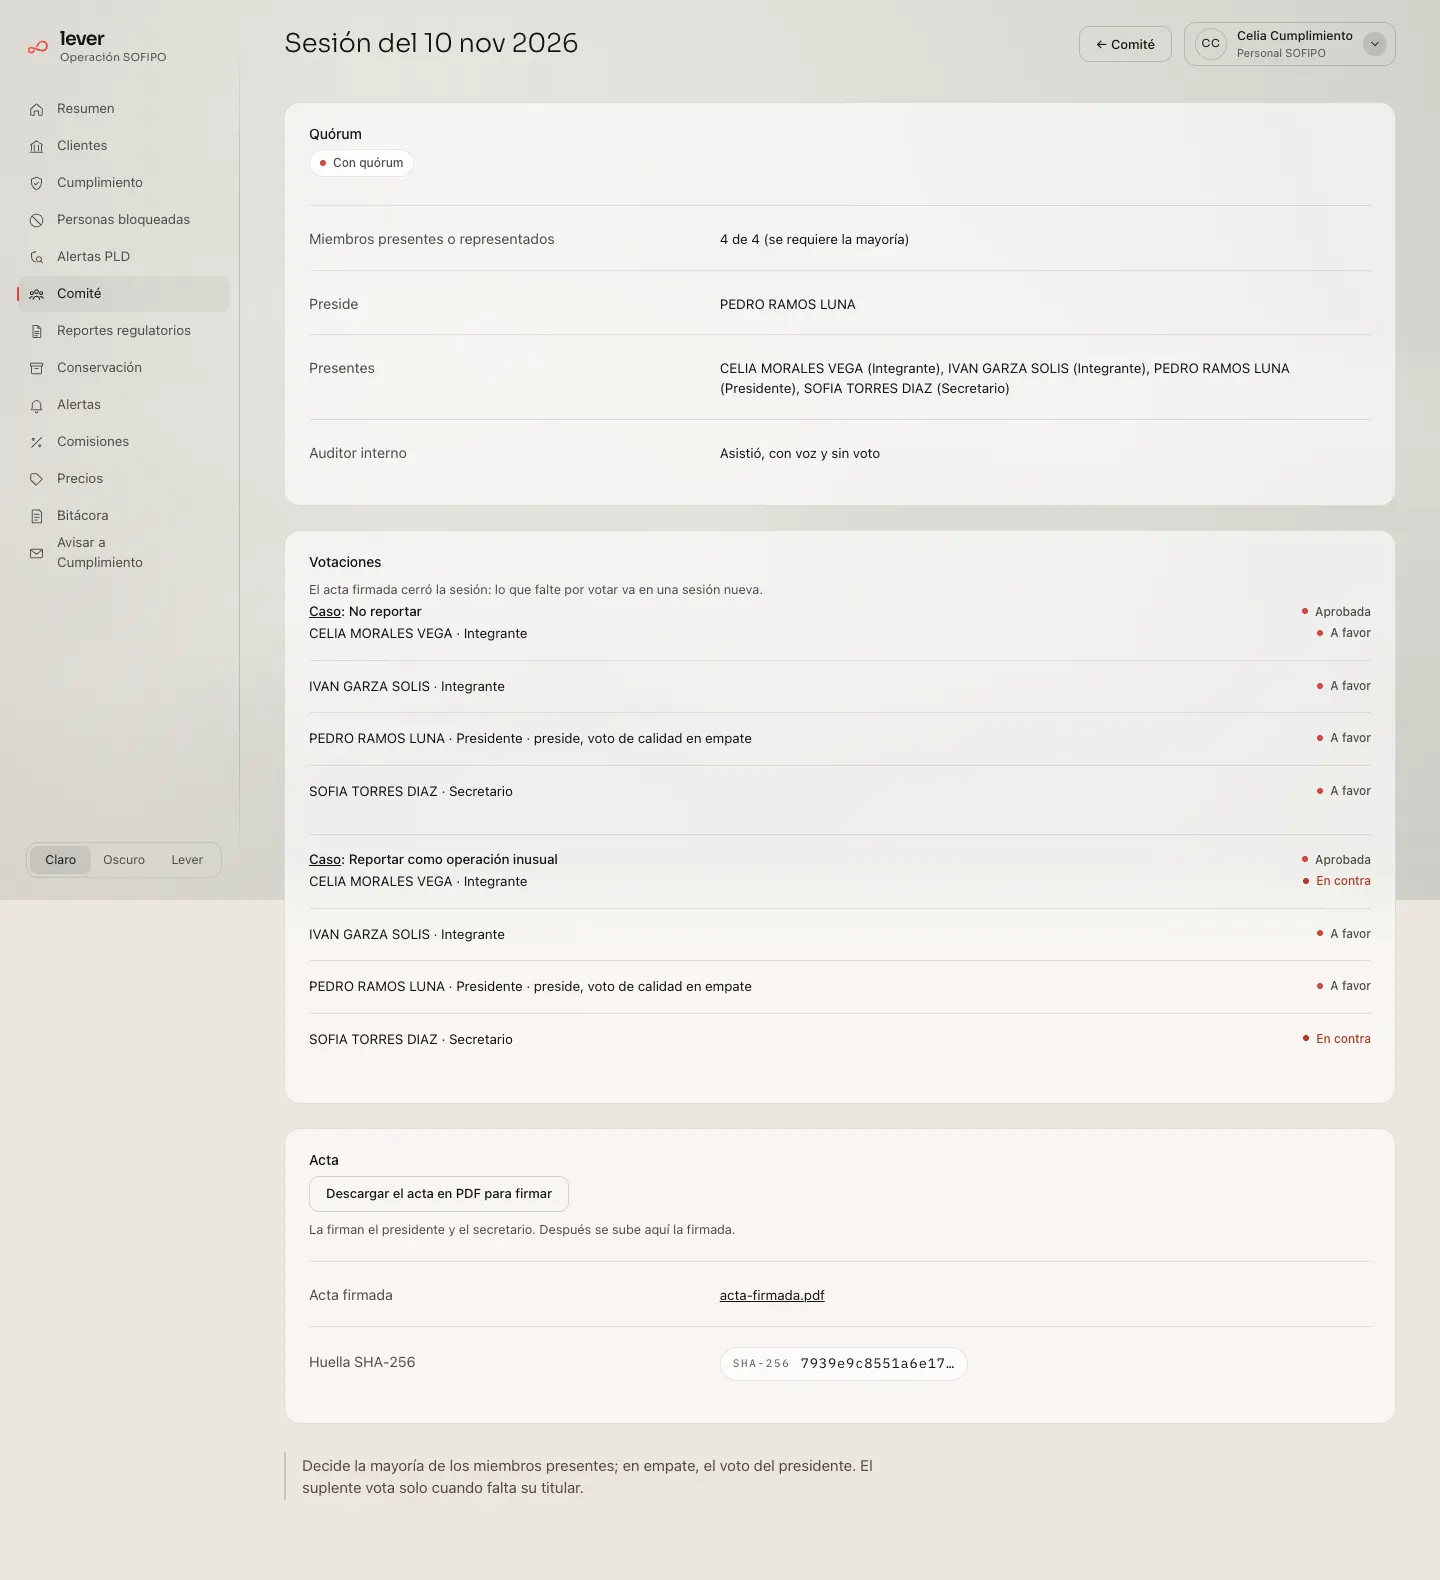 lever
Operación SOFIPO
Resumen
Clientes
Cumplimiento
Personas bloqueadas
Alertas PLD
Comité
Reportes regulatorios
Conservación
Alertas
Comisiones
Precios
Bitácora
Avisar a
Cumplimiento
Claro Oscuro Lever
Sesión del 10 nov 2026
← Comité
CC
Celia Cumplimiento
Personal SOFIPO
Quórum
Con quórum
Miembros presentes o representados 4 de 4 (se requiere la mayoría)
Preside PEDRO RAMOS LUNA
Presentes CELIA MORALES VEGA (Integrante), IVAN GARZA SOLIS (Integrante), PEDRO RAMOS LUNA
(Presidente), SOFIA TORRES DIAZ (Secretario)
Auditor interno Asistió, con voz y sin voto
Votaciones
El acta firmada cerró la sesión: lo que falte por votar va en una sesión nueva.
Caso: No reportar Aprobada
CELIA MORALES VEGA · Integrante A favor
IVAN GARZA SOLIS · Integrante A favor
PEDRO RAMOS LUNA · Presidente · preside, voto de calidad en empate A favor
SOFIA TORRES DIAZ · Secretario A favor
Caso: Reportar como operación inusual Aprobada
CELIA MORALES VEGA · Integrante En contra
IVAN GARZA SOLIS · Integrante A favor
PEDRO RAMOS LUNA · Presidente · preside, voto de calidad en empate A favor
SOFIA TORRES DIAZ · Secretario En contra
Acta
Descargar el acta en PDF para firmar
La firman el presidente y el secretario. Después se sube aquí la firmada.
Acta firmada acta-firmada.pdf
Huella SHA-256 SHA-256 7939e9c8551a6e17…
Decide la mayoría de los miembros presentes; en empate, el voto del presidente. El
suplente vota solo cuando falta su titular.